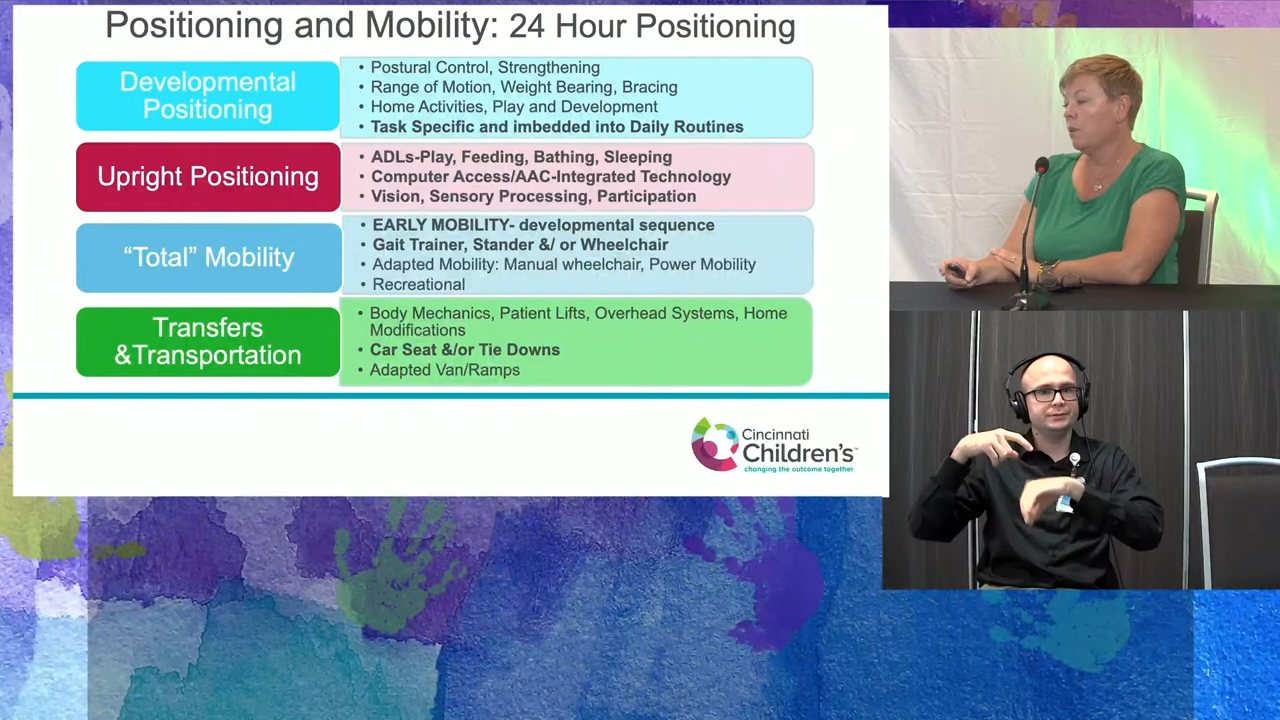 Positioning and Mobility: 24 Hour Positioning
Developmental
Positioning
• Postural Control, Strengthening
• Range of Motion, Weight Bearing, Bracing
• Home Activities, Play and Development
• Task Specific and imbedded into Daily Routines
Upright Positioning
• ADLs-Play, Feeding, Bathing, Sleeping
• Computer Access/AAC-Integrated Technology
• Vision, Sensory Processing, Participation
“Total” Mobility
• EARLY MOBILITY- developmental sequence
• Gait Trainer, Stander &/ or Wheelchair
• Adapted Mobility: Manual wheelchair, Power Mobility
• Recreational
Transfers
&Transportation
• Body Mechanics, Patient Lifts, Overhead Systems, Home
Modifications
• Car Seat &/or Tie Downs
• Adapted Van/Ramps
Cincinnati
Children's™
changing the outcome together